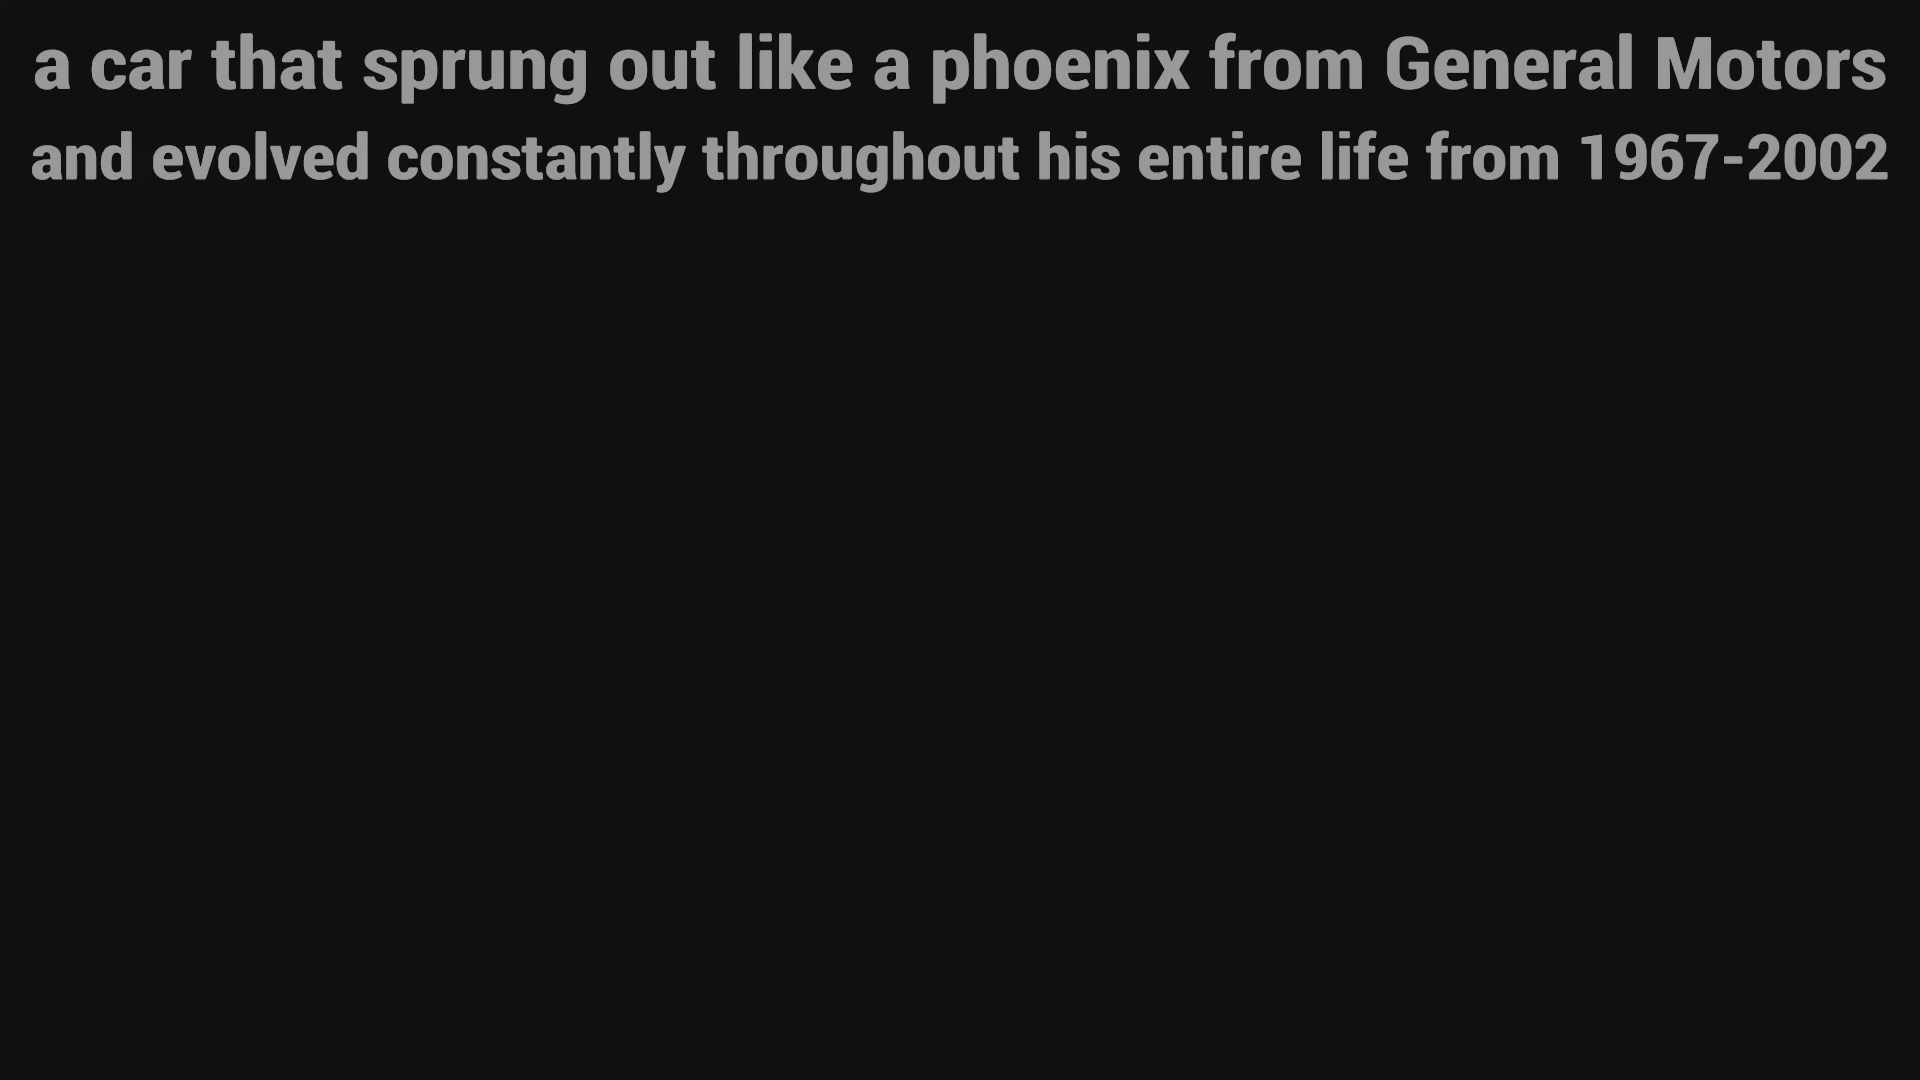 a car that sprung out like a phoenix from General Motors
and evolved constantly throughout his entire life from 1967-2002